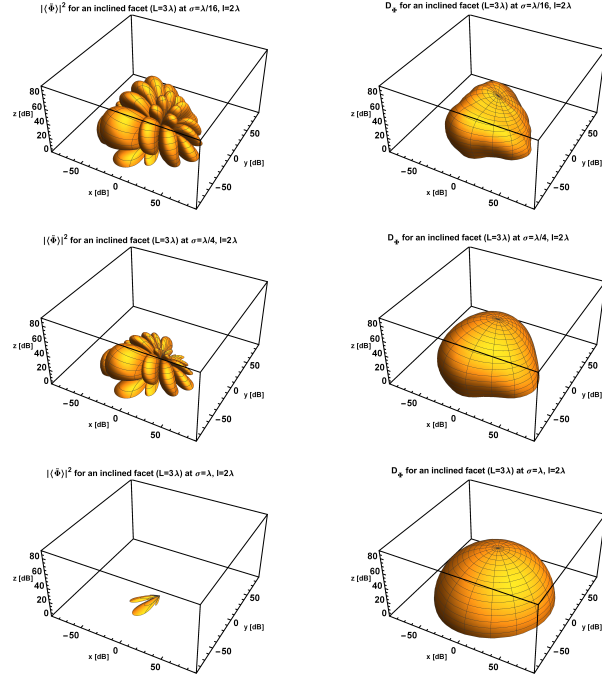 |⟨Φ̃⟩|² for an inclined facet (L=3λ) at σ=λ/16, l=2λ
D_Φ̃ for an inclined facet (L=3λ) at σ=λ/16, l=2λ
80
60
z [dB] 40
20
0
−50
0
x [dB]
50
−50
0
y [dB]
50
80
60
z [dB] 40
20
0
−50
0
x [dB]
50
−50
0
y [dB]
50
|⟨Φ̃⟩|² for an inclined facet (L=3λ) at σ=λ/4, l=2λ
D_Φ̃ for an inclined facet (L=3λ) at σ=λ/4, l=2λ
80
60
z [dB] 40
20
0
−50
0
x [dB]
50
−50
0
y [dB]
50
80
60
z [dB] 40
20
0
−50
0
x [dB]
50
−50
0
y [dB]
50
|⟨Φ̃⟩|² for an inclined facet (L=3λ) at σ=λ, l=2λ
D_Φ̃ for an inclined facet (L=3λ) at σ=λ, l=2λ
80
60
z [dB] 40
20
0
−50
0
x [dB]
50
−50
0
y [dB]
50
80
60
z [dB] 40
20
0
−50
0
x [dB]
50
−50
0
y [dB]
50